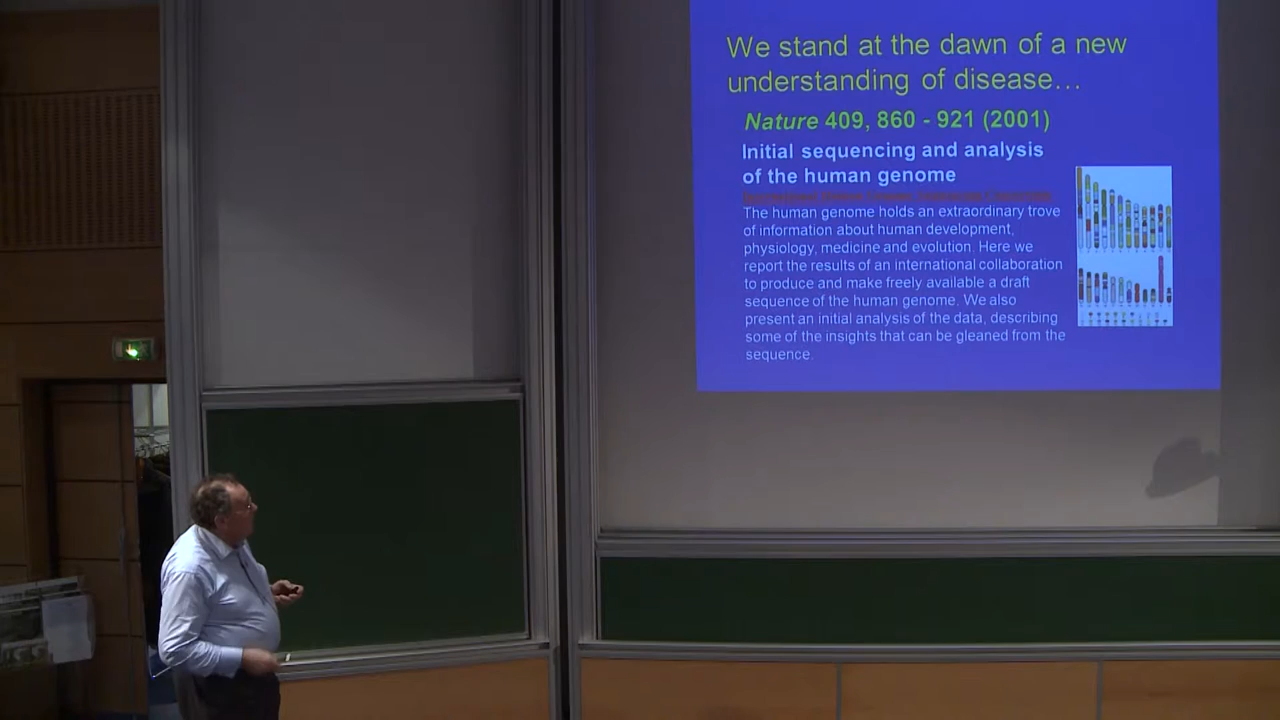 We stand at the dawn of a new
understanding of disease…
Nature 409, 860 - 921 (2001)
Initial sequencing and analysis
of the human genome
The human genome holds an extraordinary trove
of information about human development,
physiology, medicine and evolution. Here we
report the results of an international collaboration
to produce and make freely available a draft
sequence of the human genome. We also
present an initial analysis of the data, describing
some of the insights that can be gleaned from the
sequence.